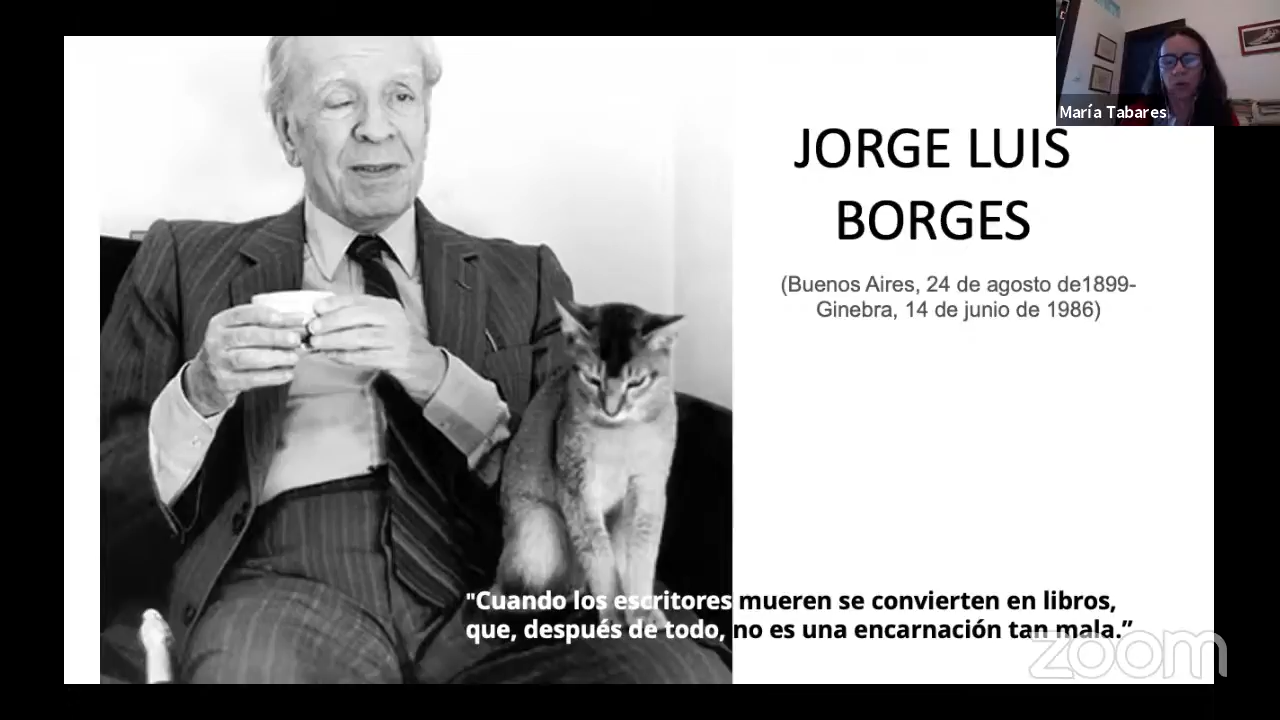 María Tabares
JORGE LUIS
BORGES
(Buenos Aires, 24 de agosto de1899-
Ginebra, 14 de junio de 1986)
"Cuando los escritores mueren se convierten en libros,
que, después de todo, no es una encarnación tan mala.”
zoom